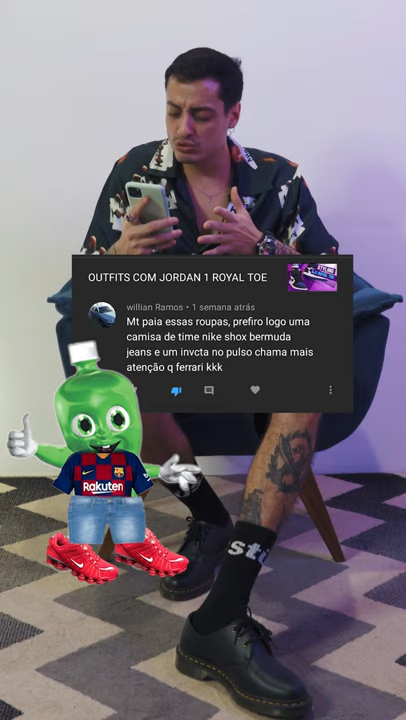 OUTFITS COM JORDAN 1 ROYAL TOE
STYLING
willian Ramos • 1 semana atrás
Mt paia essas roupas, prefiro logo uma
camisa de time nike shox bermuda
jeans e um invcta no pulso chama mais
atenção q ferrari kkk
Rakuten